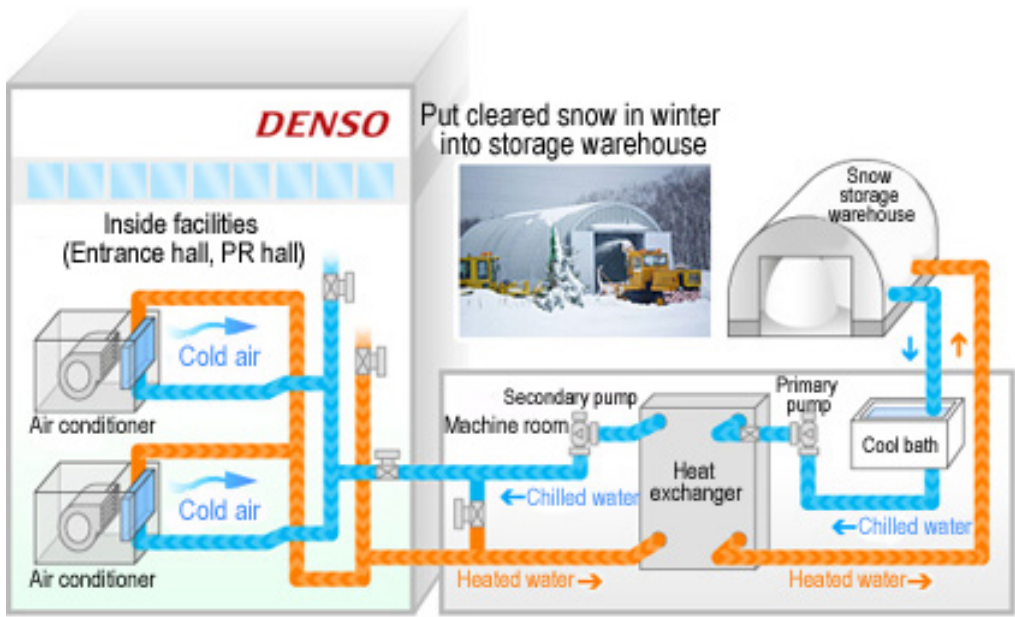 DENSO
Put cleared snow in winter
into storage warehouse
Inside facilities
(Entrance hall, PR hall)
Snow
storage
warehouse
Cold air
Air conditioner
Cold air
Air conditioner
Secondary pump
Machine room
Primary
pump
Cool bath
Heat
exchanger
←Chilled water
←Chilled water
Heated water→
Heated water→